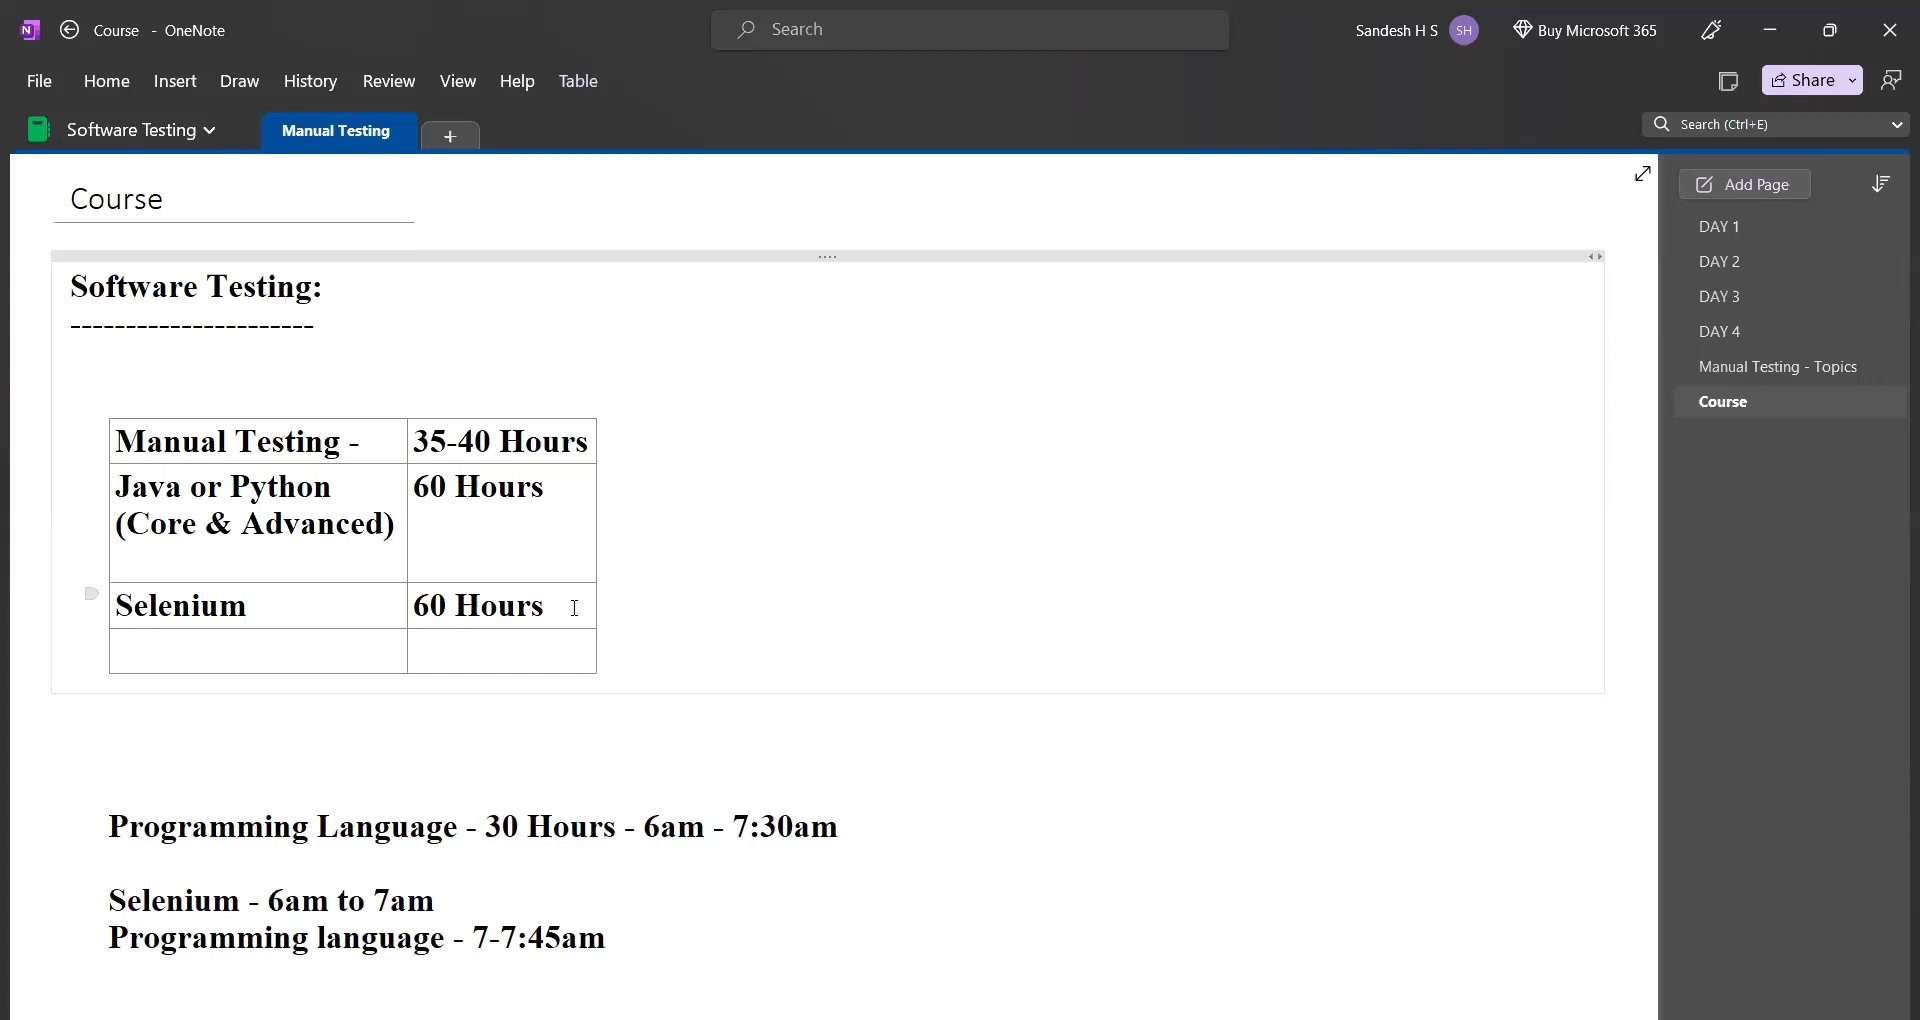 Course - OneNote
Search
Sandesh H S
SH
Buy Microsoft 365
File Home Insert Draw History Review View Help Table
Share
Software Testing
Manual Testing
+
Search (Ctrl+E)
Course
Add Page
DAY 1
DAY 2
DAY 3
DAY 4
Manual Testing - Topics
Course
Software Testing:
----------------------
Manual Testing - 35-40 Hours
Java or Python 60 Hours
(Core & Advanced)
Selenium 60 Hours
Programming Language - 30 Hours - 6am - 7:30am
Selenium - 6am to 7am
Programming language - 7-7:45am